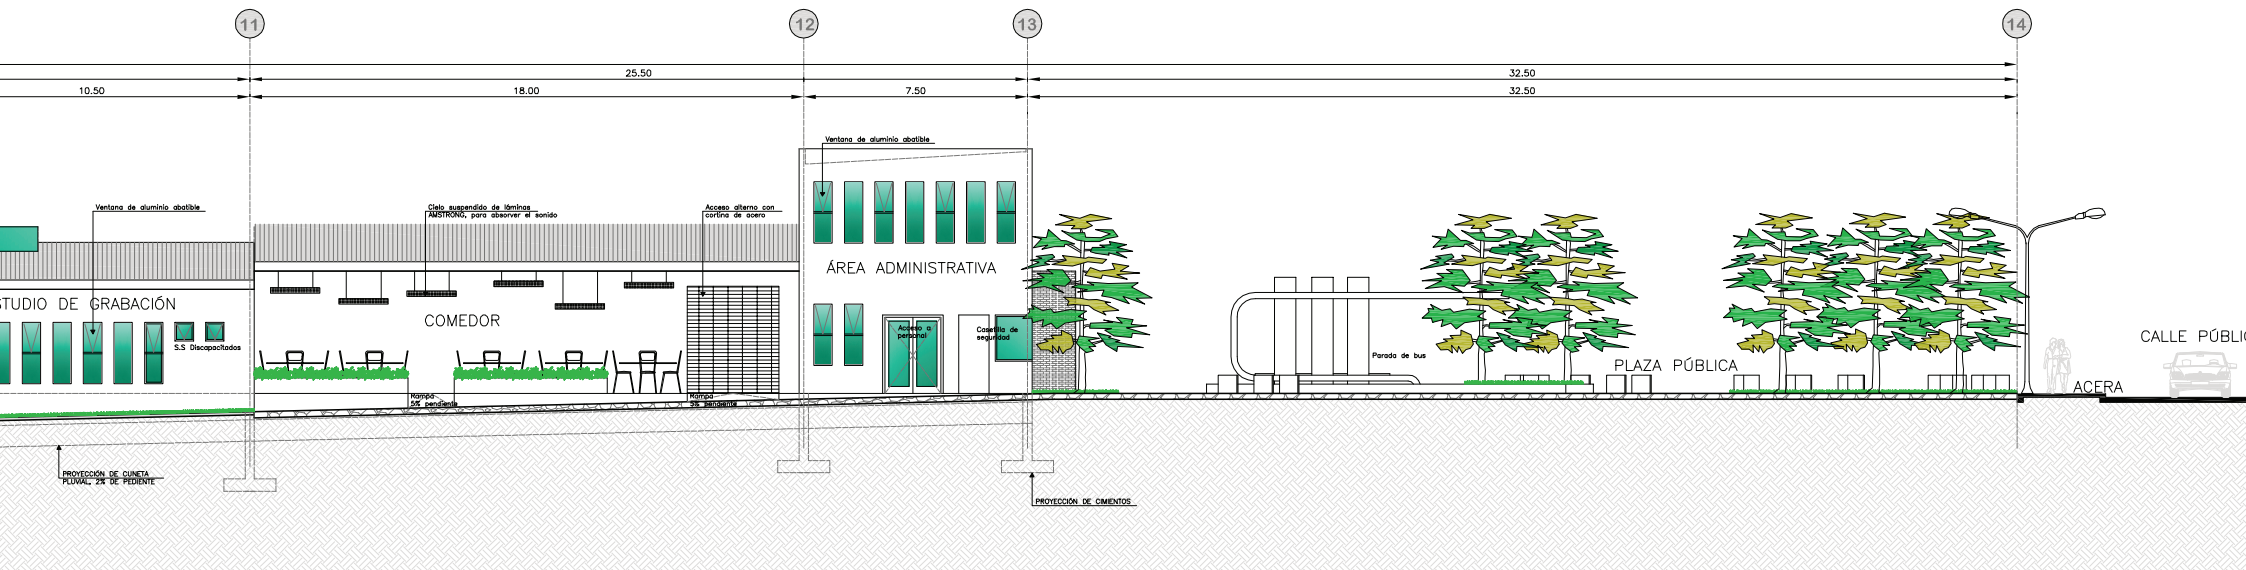 11
12
13
14
25.50
32.50
10.50
18.00
7.50
32.50
Ventana de aluminio abatible
Ventana de aluminio abatible
Cielo suspendido de láminas
AMSTRONG, para absorver el sonido
Acceso alterno con
cortina de acero
ÁREA ADMINISTRATIVA
STUDIO DE GRABACIÓN
COMEDOR
S.S Discapacitados
Acceso a
personal
Casetilla de
seguridad
Parada de bus
PLAZA PÚBLICA
CALLE PÚBLIC
ACERA
Rampa
5% pendiente
Rampa
5% pendiente
PROYECCIÓN DE CUNETA
PLUVIAL, 2% DE PEDIENTE
PROYECCIÓN DE CIMIENTOS